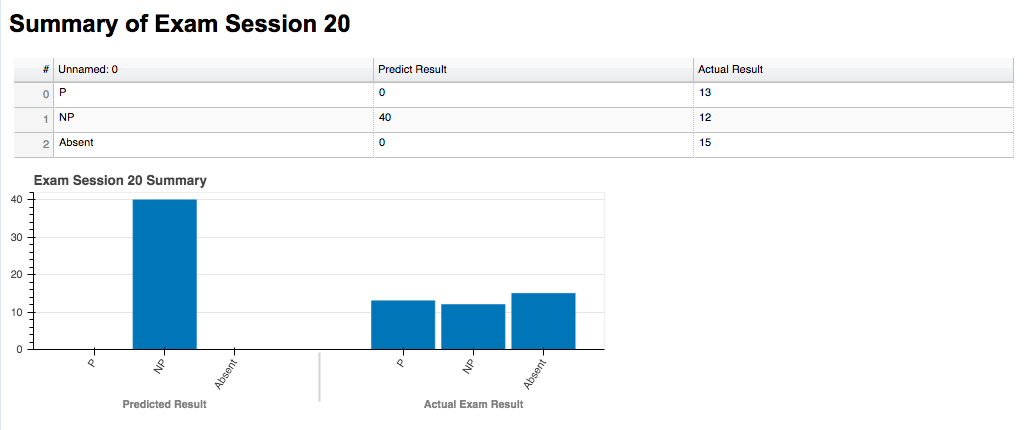 Summary of Exam Session 20
# Unnamed: 0 Predict Result Actual Result
0 P 0 13
1 NP 40 12
2 Absent 0 15
Exam Session 20 Summary
40
30
20
10
0
P NP Absent P NP Absent
Predicted Result Actual Exam Result